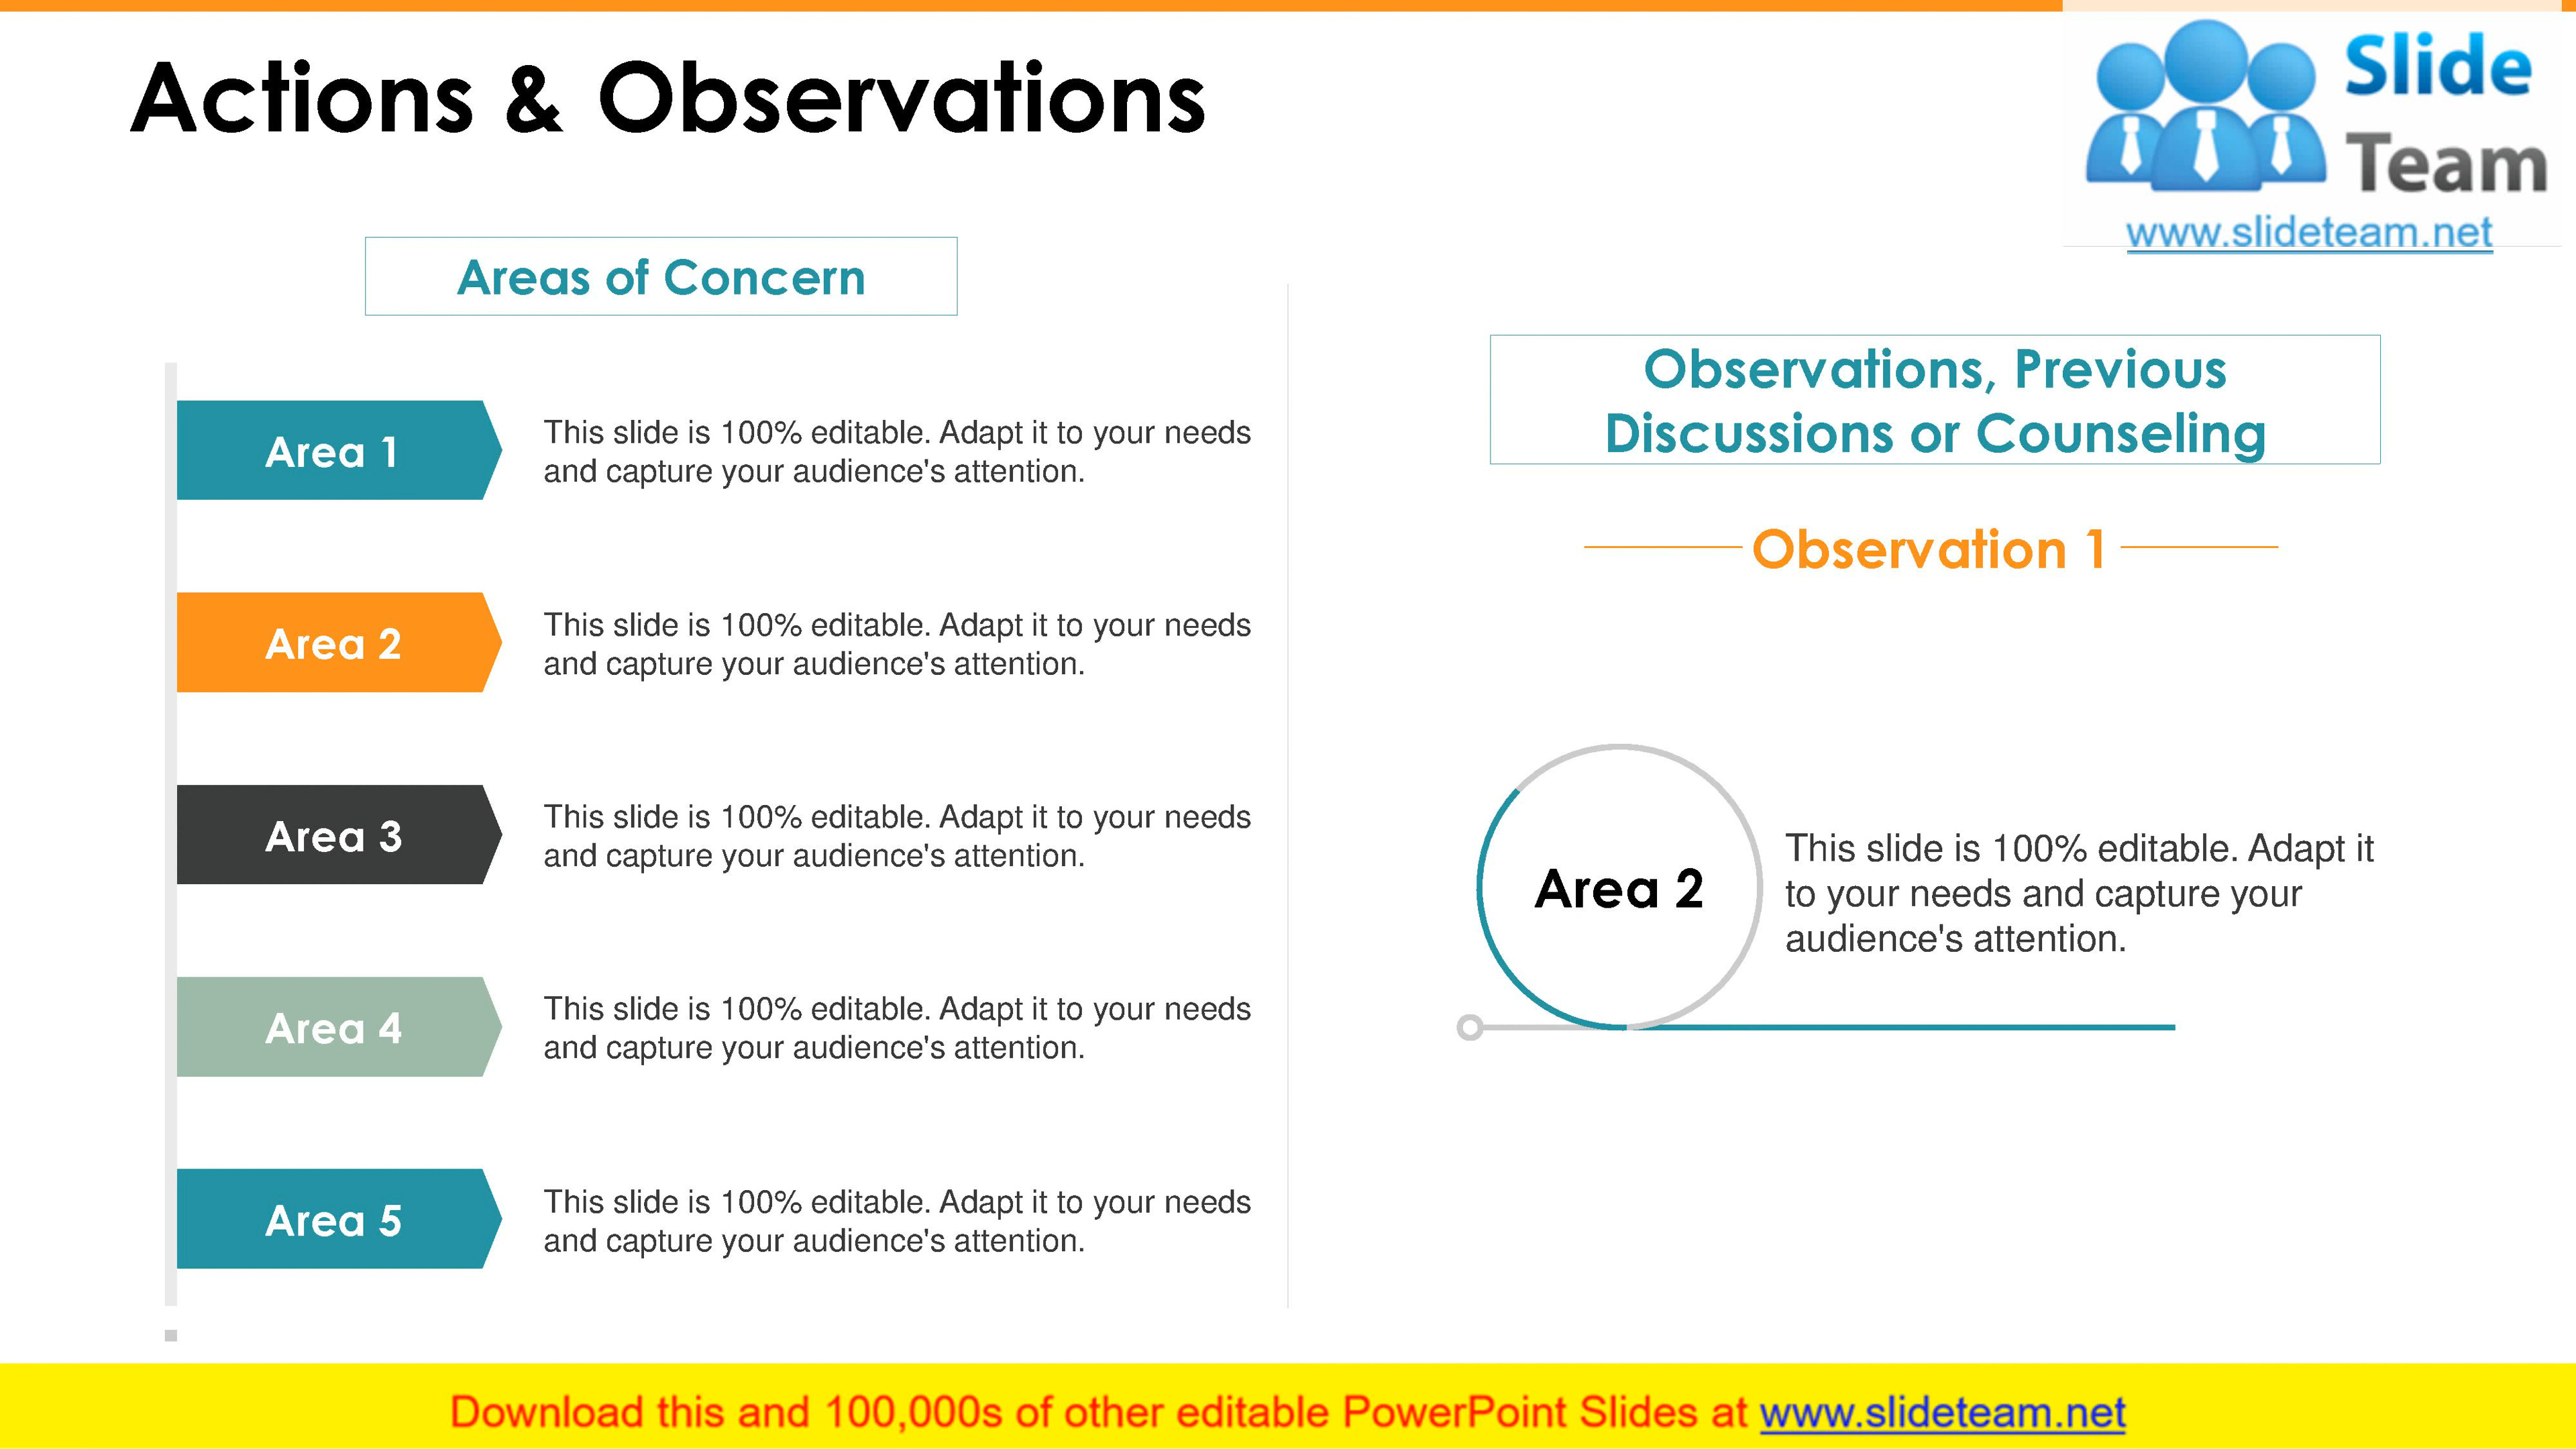 Actions & Observations
Slide
Team
www.slideteam.net
Areas of Concern
Area 1
This slide is 100% editable. Adapt it to your needs
and capture your audience's attention.
Area 2
This slide is 100% editable. Adapt it to your needs
and capture your audience's attention.
Area 3
This slide is 100% editable. Adapt it to your needs
and capture your audience's attention.
Area 4
This slide is 100% editable. Adapt it to your needs
and capture your audience's attention.
Area 5
This slide is 100% editable. Adapt it to your needs
and capture your audience's attention.
Observations, Previous
Discussions or Counseling
Observation 1
Area 2
This slide is 100% editable. Adapt it
to your needs and capture your
audience's attention.
Download this and 100,000s of other editable PowerPoint Slides at www.slideteam.net